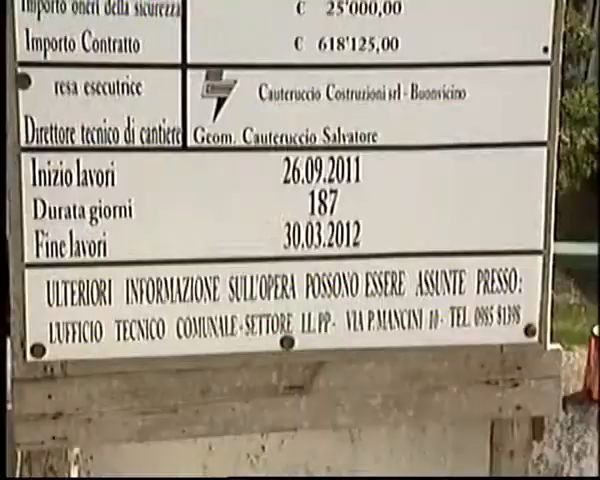 Importo oneri della sicurezza € 25'000,00
Importo Contratto € 618'125,00
resa esecutrice Cauteruccio Costruzioni srl - Buonvicino
Direttore tecnico di cantiere Geom. Cauteruccio Salvatore
Inizio lavori 26.09.2011
Durata giorni 187
Fine lavori 30.03.2012
ULTERIORI INFORMAZIONE SULL'OPERA POSSONO ESSERE ASSUNTE PRESSO:
L'UFFICIO TECNICO COMUNALE-SETTORE LL.PP- VIA P.MANCINI 10- TEL. 0985 81398